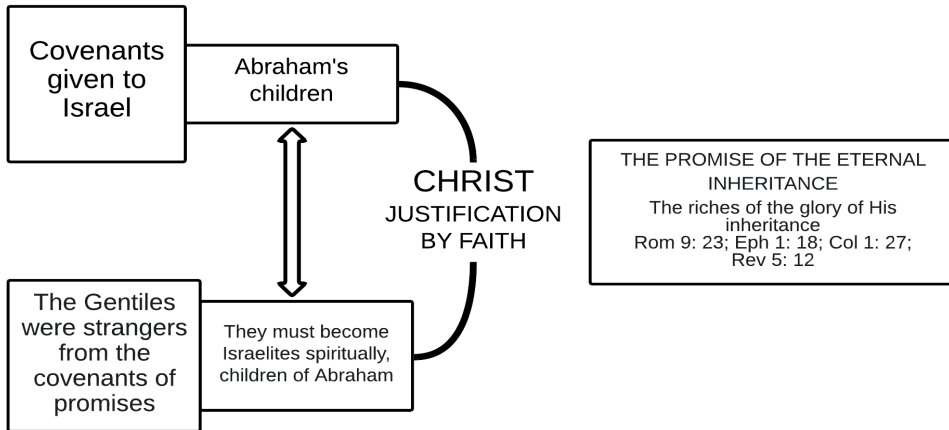 Covenants
given to
Israel
Abraham's
children
CHRIST
JUSTIFICATION
BY FAITH
THE PROMISE OF THE ETERNAL
INHERITANCE
The riches of the glory of His
inheritance
Rom 9: 23; Eph 1: 18; Col 1: 27;
Rev 5: 12
The Gentiles
were strangers
from the
covenants of
promises
They must become
Israelites spiritually,
children of Abraham